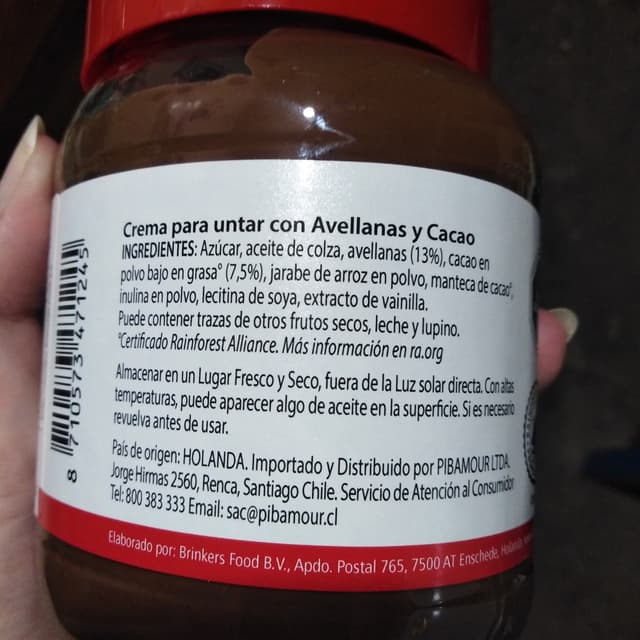 Crema para untar con Avellanas y Cacao
INGREDIENTES: Azúcar, aceite de colza, avellanas (13%), cacao en
polvo bajo en grasa° (7,5%), jarabe de arroz en polvo, manteca de cacao°,
inulina en polvo, lecitina de soya, extracto de vainilla.
Puede contener trazas de otros frutos secos, leche y lupino.
°Certificado Rainforest Alliance. Más información en ra.org
Almacenar en un Lugar Fresco y Seco, fuera de la Luz solar directa. Con altas
temperaturas, puede aparecer algo de aceite en la superficie. Si es necesario
revuelva antes de usar.
País de origen: HOLANDA. Importado y Distribuido por PIBAMOUR LTDA.
Jorge Hirmas 2560, Renca, Santiago Chile. Servicio de Atención al Consumidor
Tel: 800 383 333 Email: sac@pibamour.cl
Elaborado por: Brinkers Food B.V., Apdo. Postal 765, 7500 AT Enschede, Holanda
8 710573 471245